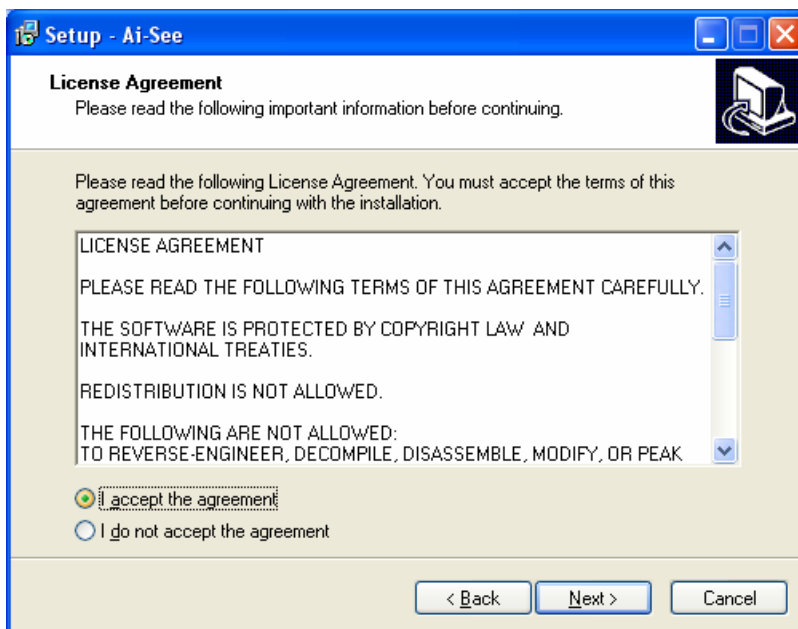 Setup - Ai-See
License Agreement
Please read the following important information before continuing.
Please read the following License Agreement. You must accept the terms of this
agreement before continuing with the installation.
LICENSE AGREEMENT
PLEASE READ THE FOLLOWING TERMS OF THIS AGREEMENT CAREFULLY.
THE SOFTWARE IS PROTECTED BY COPYRIGHT LAW AND
INTERNATIONAL TREATIES.
REDISTRIBUTION IS NOT ALLOWED.
THE FOLLOWING ARE NOT ALLOWED:
TO REVERSE-ENGINEER, DECOMPILE, DISASSEMBLE, MODIFY, OR PEAK
I accept the agreement
I do not accept the agreement
< Back Next > Cancel